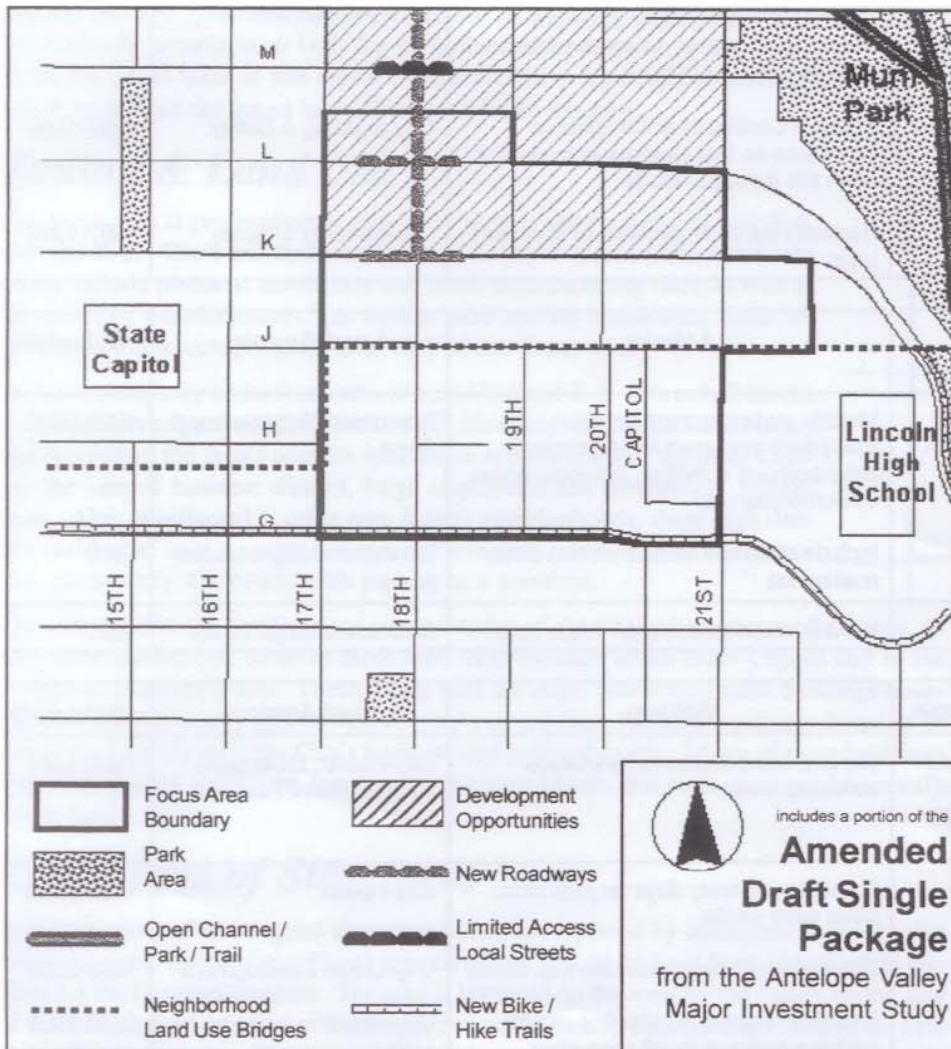 M
Muni
Park
L
K
State
Capitol
J
H
19TH
20TH
CAPITOL
Lincoln
High
School
G
15TH
16TH
17TH
18TH
21ST
Focus Area
Boundary
Development
Opportunities
Park
Area
New Roadways
Open Channel /
Park / Trail
Limited Access
Local Streets
Neighborhood
Land Use Bridges
New Bike /
Hike Trails
includes a portion of the
Amended
Draft Single
Package
from the Antelope Valley
Major Investment Study